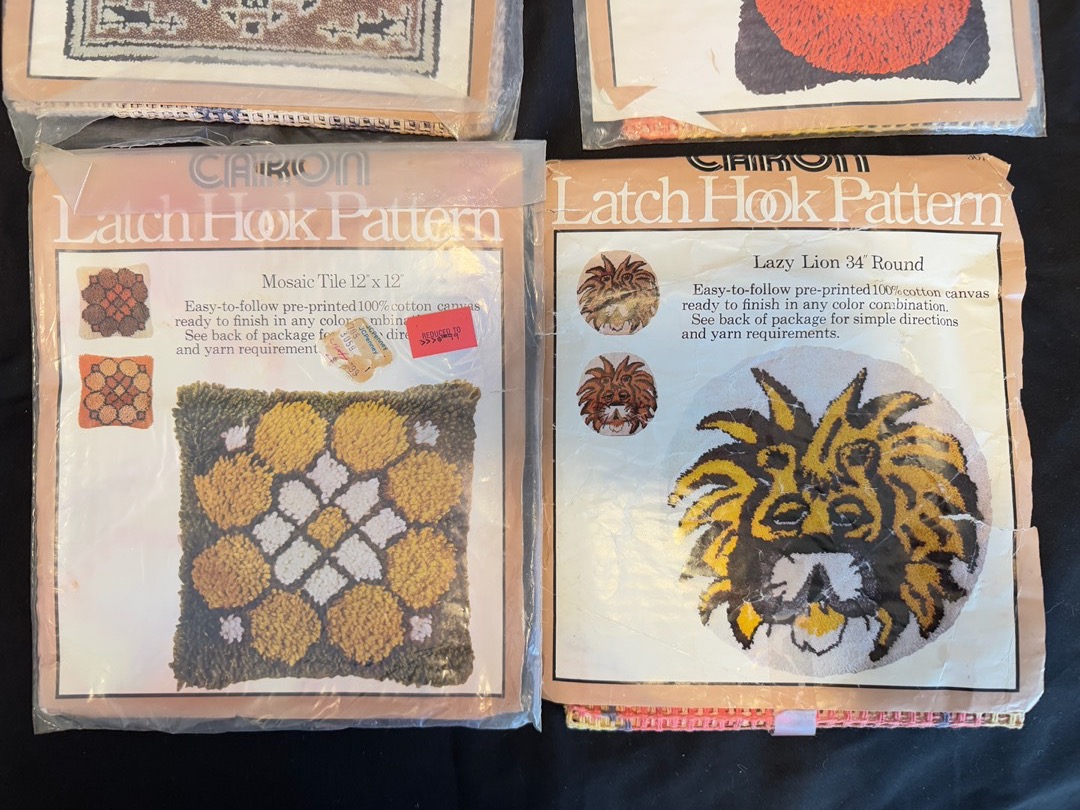 CARON
Latch Hook Pattern
Mosaic Tile 12" x 12"
Easy-to-follow pre-printed 100% cotton canvas
ready to finish in any color
See back of package
and yarn requirement
REDUCED TO
CARON
Latch Hook Pattern
Lazy Lion 34" Round
Easy-to-follow pre-printed 100% cotton canvas
ready to finish in any color combination.
See back of package for simple directions
and yarn requirements.